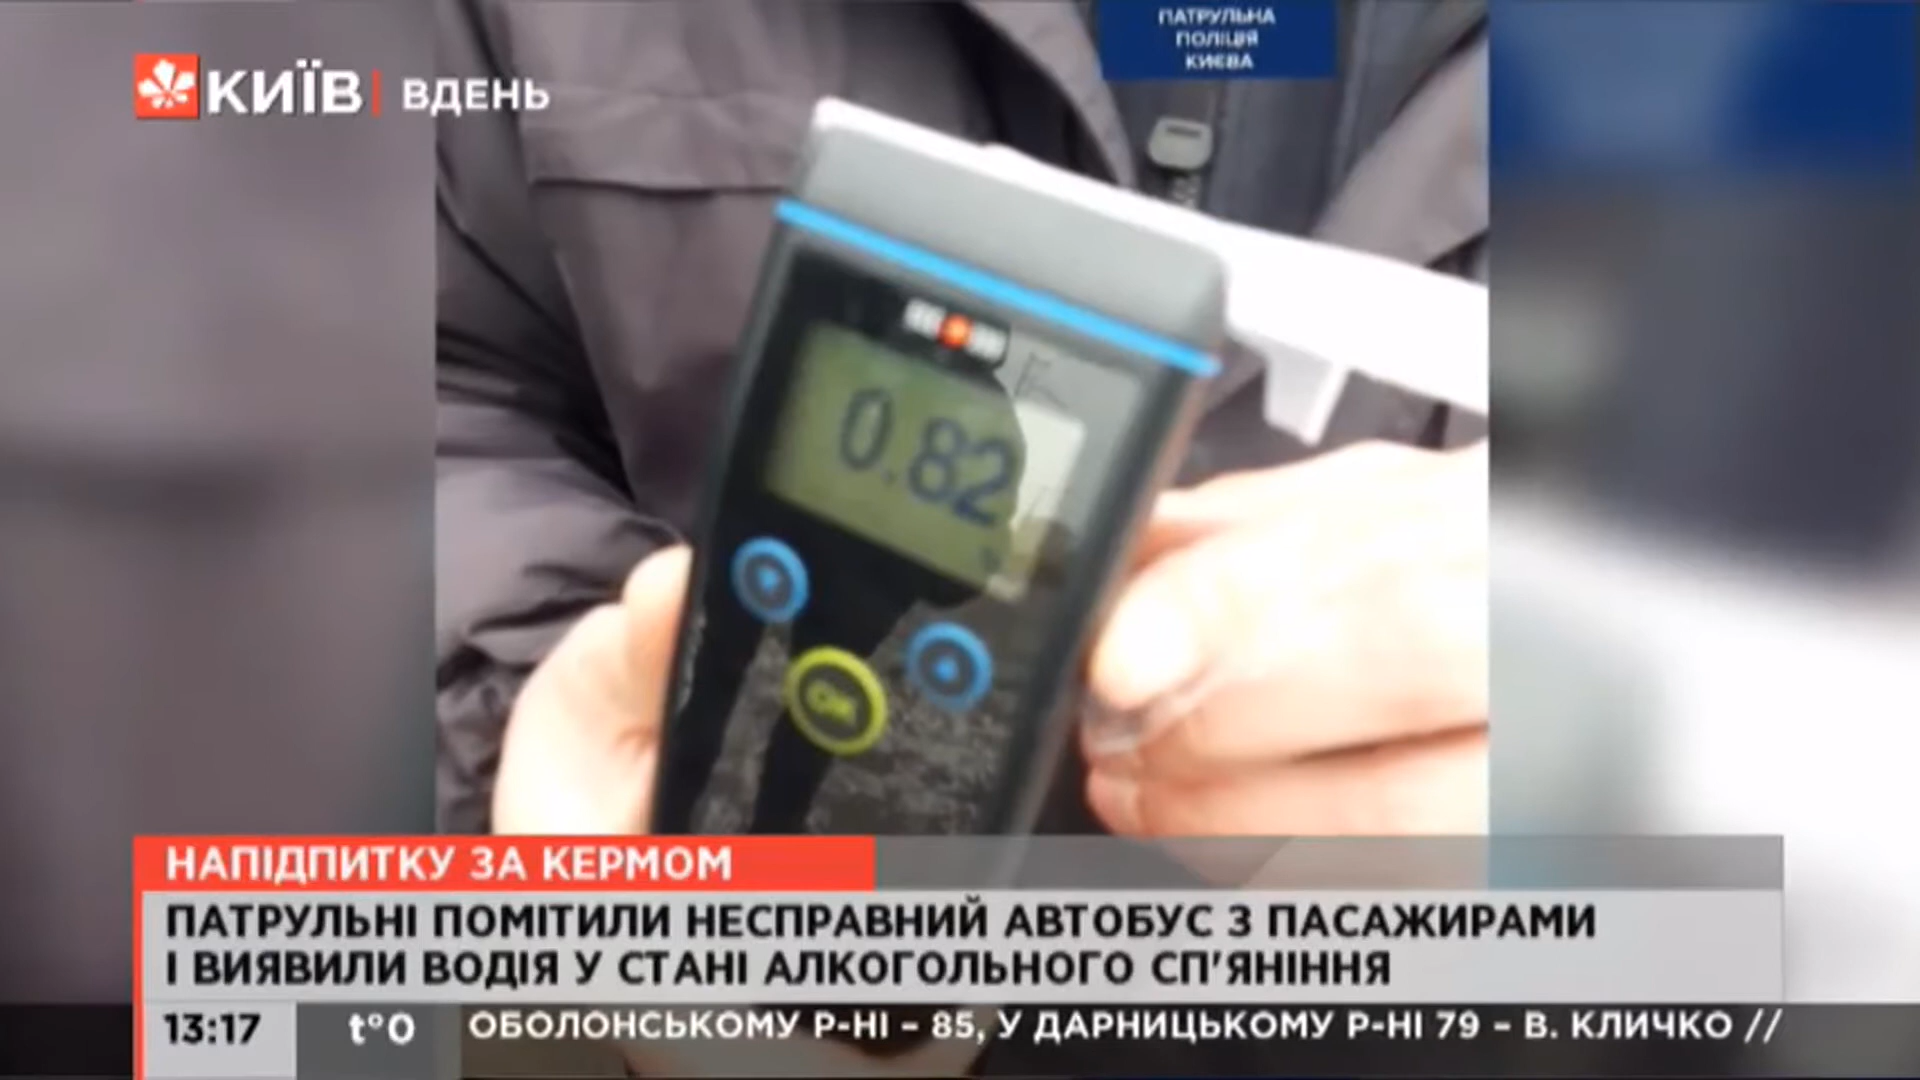 ПАТРУЛЬНА
ПОЛІЦІЯ
КИЄВА
КИЇВ | ВДЕНЬ
0.82
OK
НАПІДПИТКУ ЗА КЕРМОМ
ПАТРУЛЬНІ ПОМІТИЛИ НЕСПРАВНИЙ АВТОБУС З ПАСАЖИРАМИ
І ВИЯВИЛИ ВОДІЯ У СТАНІ АЛКОГОЛЬНОГО СП'ЯНІННЯ
13:17 t°0 ОБОЛОНСЬКОМУ Р-НІ – 85, У ДАРНИЦЬКОМУ Р-НІ 79 – В. КЛИЧКО //